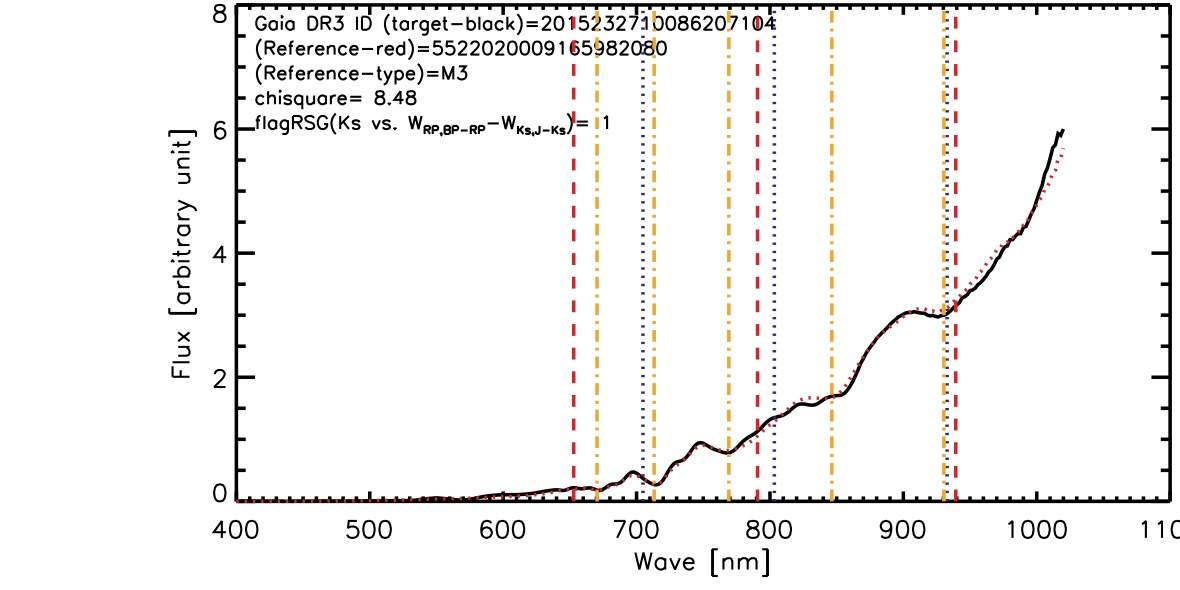 8
Gaia DR3 ID (target-black)=2015232710086207104
(Reference-red)=5522020009165982080
(Reference-type)=M3
chisquare= 8.48
flagRSG(Ks vs. WRP,BP-RP-WKs,J-Ks)= 1
6
4
2
0
Flux [arbitrary unit]
400 500 600 700 800 900 1000 110
Wave [nm]